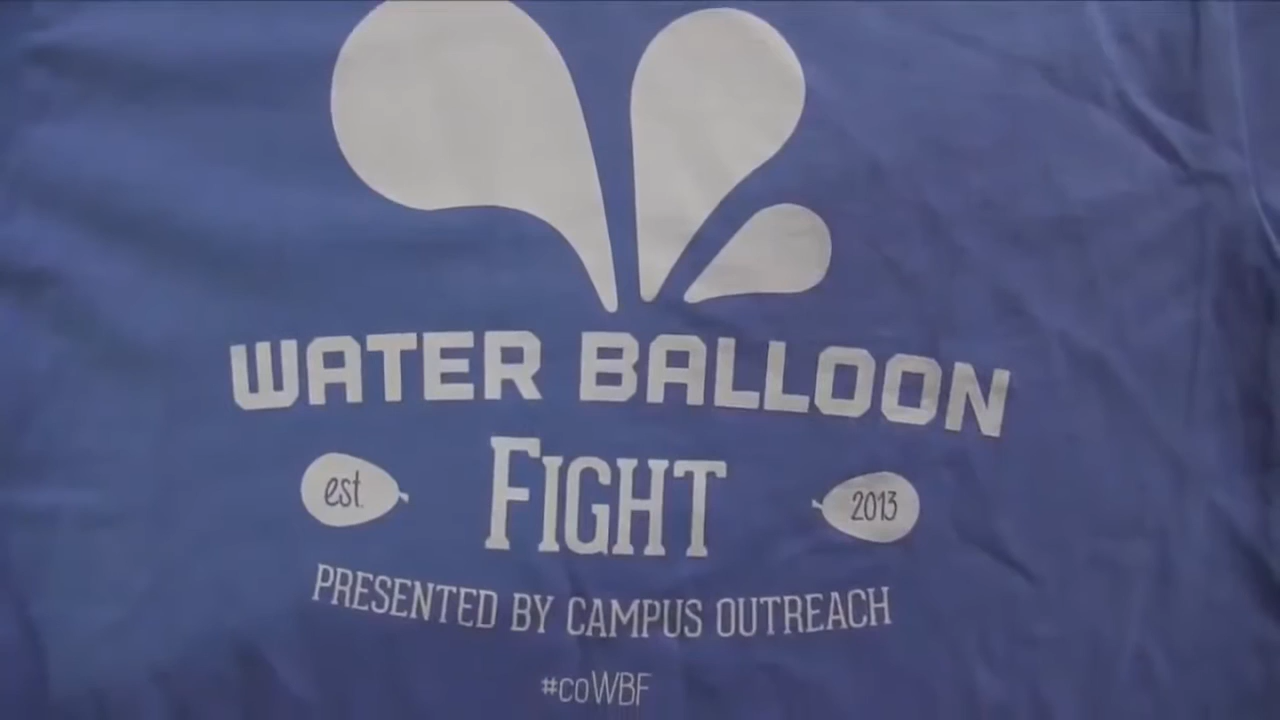 WATER BALLOON
FIGHT
est. 2013
PRESENTED BY CAMPUS OUTREACH
#coWBF